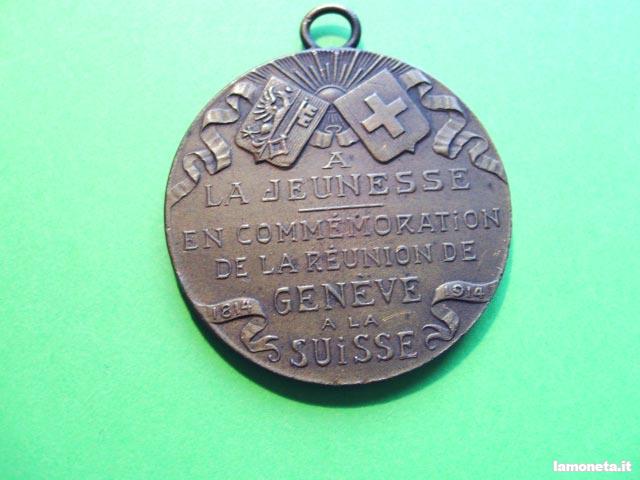 A
LA JEUNESSE
EN COMMÉMORATiON
DE LA RÉUNION DE
GENÈVE
A LA
SUiSSE
1814
1914
lamoneta.it